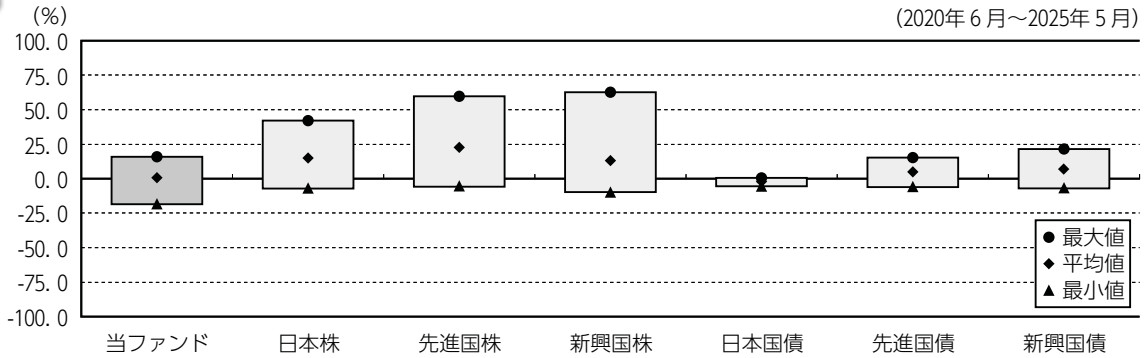 (%)
(2020年6月～2025年5月)
100.0
75.0
50.0
25.0
0.0
-25.0
-50.0
-75.0
-100.0
● 最大値
◆ 平均値
▲ 最小値
当ファンド 日本株 先進国株 新興国株 日本国債 先進国債 新興国債